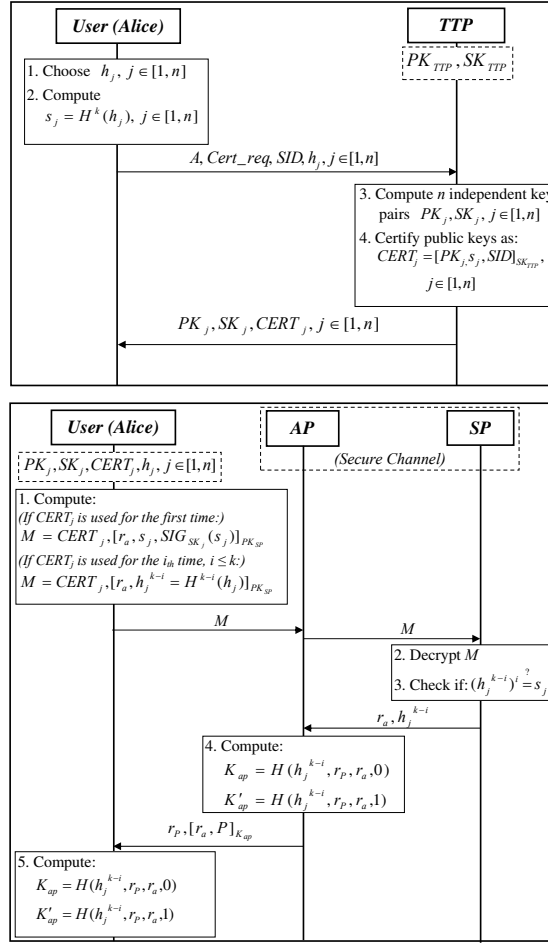 User (Alice)
TTP
PK_TTP , SK_TTP
1. Choose h_j, j ∈ [1, n]
2. Compute
s_j = H^k (h_j), j ∈ [1, n]
A, Cert_req, SID, h_j, j ∈ [1, n]
3. Compute n independent key
pairs PK_j, SK_j, j ∈ [1, n]
4. Certify public keys as:
CERT_j = [PK_j, s_j, SID]_SK_TTP,
j ∈ [1, n]
PK_j, SK_j, CERT_j, j ∈ [1, n]
User (Alice)
AP
SP
(Secure Channel)
PK_j, SK_j, CERT_j, h_j, j ∈ [1, n]
1. Compute:
(If CERT_j is used for the first time:)
M = CERT_j, [r_a, s_j, SIG_SK_j (s_j)]_PK_SP
(If CERT_j is used for the i_th time, i ≤ k:)
M = CERT_j, [r_a, h_j^{k-i} = H^{k-i}(h_j)]_PK_SP
M
M
2. Decrypt M
3. Check if: (h_j^{k-i})^i ?= s_j
r_a, h_j^{k-i}
4. Compute:
K_ap = H(h_j^{k-i}, r_P, r_a, 0)
K'_ap = H(h_j^{k-i}, r_P, r_a, 1)
r_P, [r_a, P]_K_ap
5. Compute:
K_ap = H(h_j^{k-i}, r_P, r_a, 0)
K'_ap = H(h_j^{k-i}, r_P, r_a, 1)